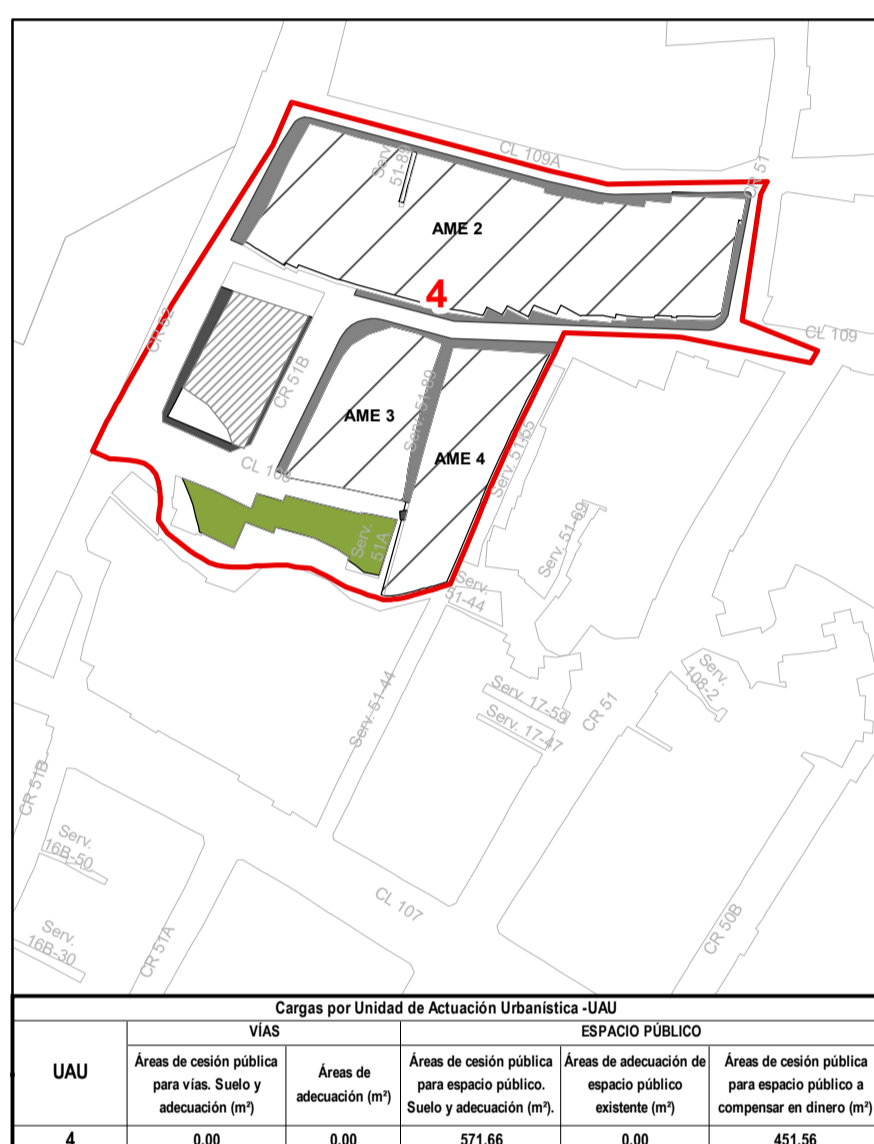 CL 109A
CR 51
Serv.
51-89
AME 2
4
CL 109
CR 52
CR 51B
AME 3
Serv. 51-89
AME 4
Serv. 51-55
CL 108
Serv.
51A
Serv. 51-69
Serv.
51-44
Serv.
108-2
Serv. 17-59
CR 51
Serv. 17-47
Serv. 51-44
CR 51B
Serv.
16B-50
CL 107
CR 50B
Serv.
16B-30
CR 51A
Cargas por Unidad de Actuación Urbanística -UAU
UAU
VÍAS
ESPACIO PÚBLICO
Áreas de cesión pública
para vías. Suelo y
adecuación (m²)
Áreas de
adecuación (m²)
Áreas de cesión pública
para espacio público.
Suelo y adecuación (m²).
Áreas de adecuación de
espacio público
existente (m²)
Áreas de cesión pública
para espacio público a
compensar en dinero (m²)
4 0.00 0.00 571.66 0.00 451.56